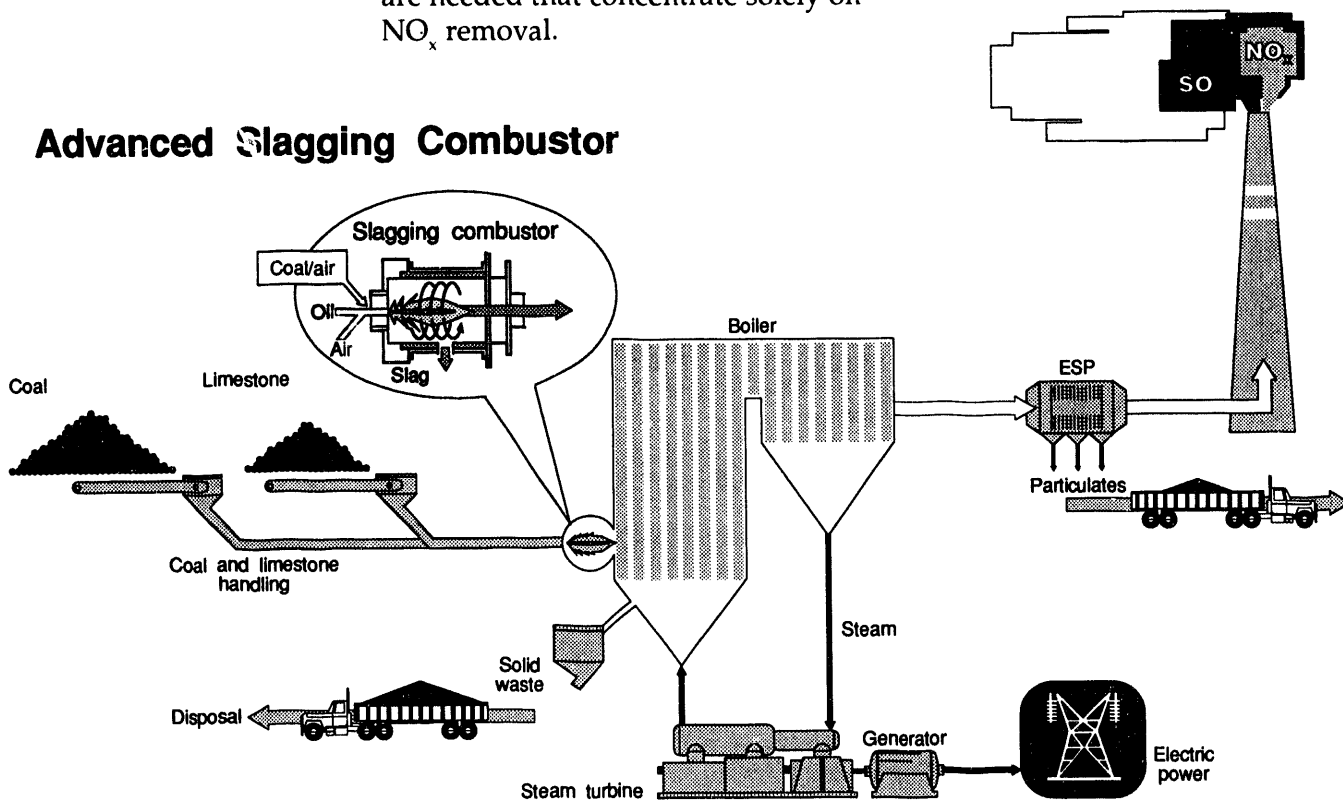 are needed that concentrate solely on
NOx removal.
NOx
SO
Advanced Slagging Combustor
Slagging combustor
Coal/air
Oil
Air
Slag
Boiler
ESP
Coal
Limestone
Particulates
Coal and limestone
handling
Steam
Solid
waste
Disposal
Generator
Electric
power
Steam turbine